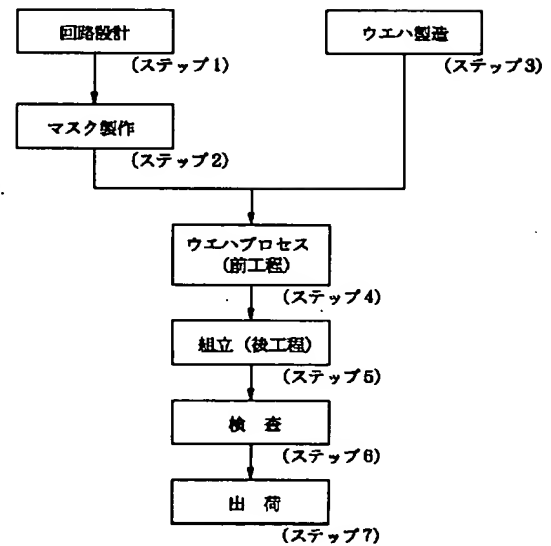 回路設計
(ステップ1)
ウエハ製造
(ステップ3)
マスク製作
(ステップ2)
ウエハプロセス
(前工程)
(ステップ4)
組立(後工程)
(ステップ5)
検 査
(ステップ6)
出 荷
(ステップ7)